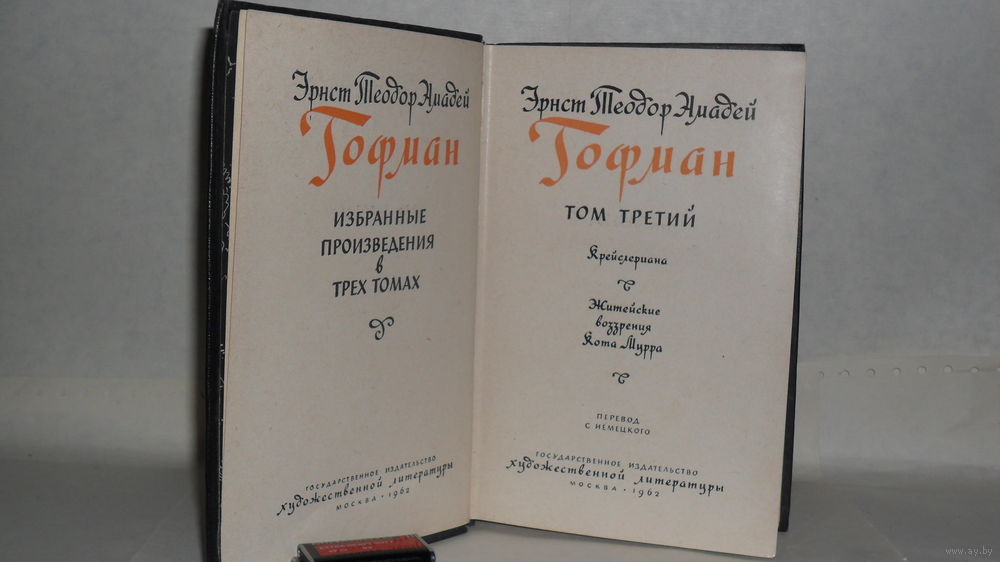 Эрнст Теодор Амадей
Гофман
ИЗБРАННЫЕ
ПРОИЗВЕДЕНИЯ
в
ТРЕХ ТОМАХ
ГОСУДАРСТВЕННОЕ ИЗДАТЕЛЬСТВО
художественной литературы
МОСКВА · 1962
Эрнст Теодор Амадей
Гофман
ТОМ ТРЕТИЙ
Крейслериана
Житейские
воззрения
Кота Мурра
ПЕРЕВОД
С НЕМЕЦКОГО
ГОСУДАРСТВЕННОЕ ИЗДАТЕЛЬСТВО
художественной литературы
МОСКВА · 1962
www.ay.by